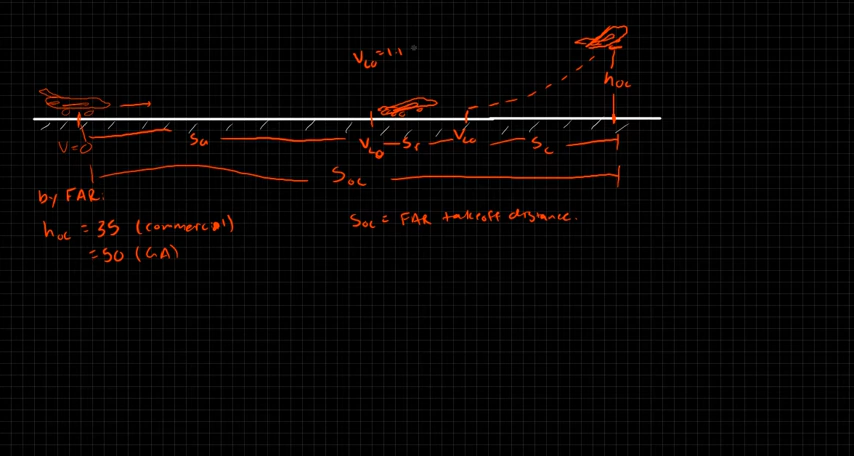 V_LO = 1.1
h_oc
V=0
S_G
V_LO
S_r
V_LO
S_c
S_oc
by FAR:
h_oc = 35 (commercial)
= 50 (GA)
S_oc = FAR takeoff distance.